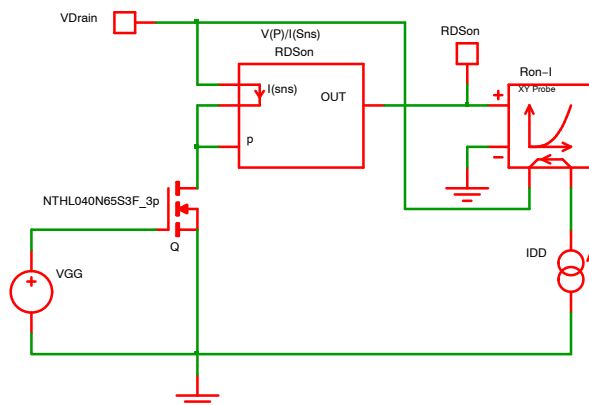 VDrain
V(P)/I(Sns)
RDSon
RDSon
Ron-I
XY Probe
I(sns)
OUT
+
p
−
NTHL040N65S3F_3p
Q
VGG
+
IDD